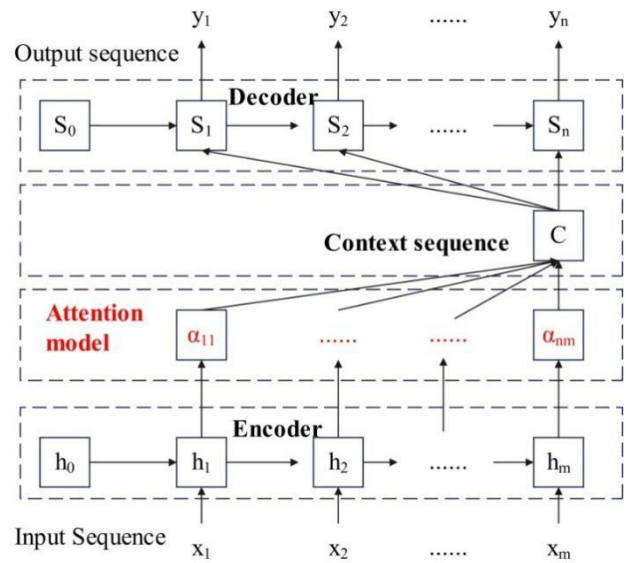 y₁ y₂ ...... yₙ
Output sequence
Decoder
S₀ S₁ S₂ ...... Sₙ
C
Context sequence
Attention
model
α₁₁ ...... ...... αₙₘ
Encoder
h₀ h₁ h₂ ...... hₘ
Input Sequence
x₁ x₂ ...... xₘ